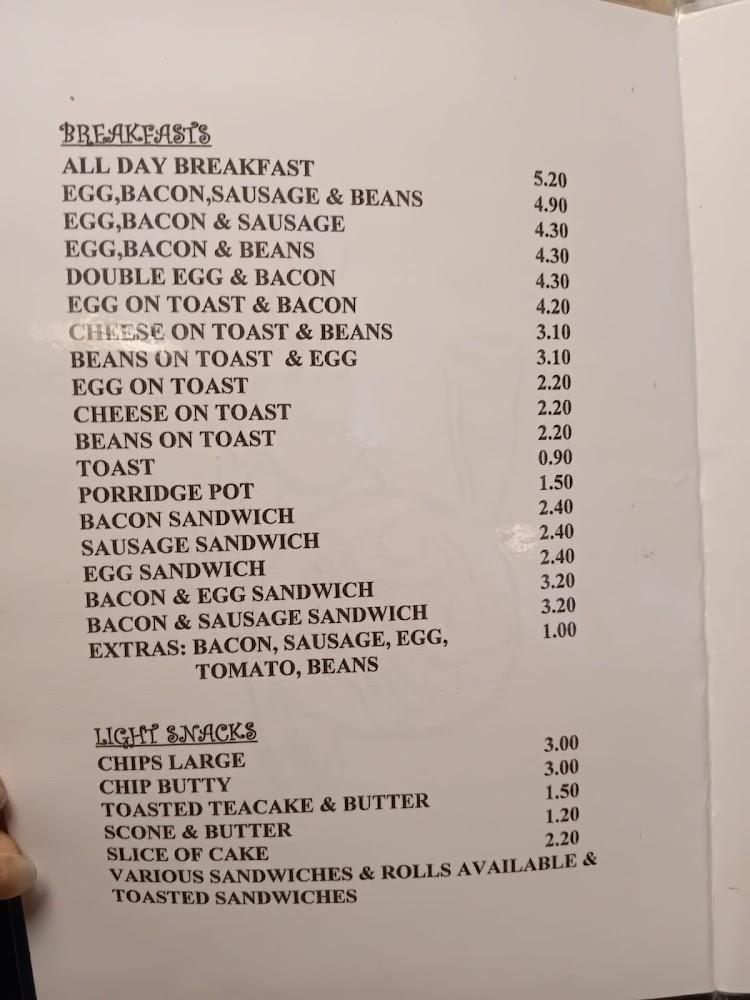 BREAKFASTS
ALL DAY BREAKFAST 5.20
EGG,BACON,SAUSAGE & BEANS 4.90
EGG,BACON & SAUSAGE 4.30
EGG,BACON & BEANS 4.30
DOUBLE EGG & BACON 4.30
EGG ON TOAST & BACON 4.20
CHEESE ON TOAST & BEANS 3.10
BEANS ON TOAST & EGG 3.10
EGG ON TOAST 2.20
CHEESE ON TOAST 2.20
BEANS ON TOAST 2.20
TOAST 0.90
PORRIDGE POT 1.50
BACON SANDWICH 2.40
SAUSAGE SANDWICH 2.40
EGG SANDWICH 2.40
BACON & EGG SANDWICH 3.20
BACON & SAUSAGE SANDWICH 3.20
EXTRAS: BACON, SAUSAGE, EGG, 1.00
TOMATO, BEANS
LIGHT SNACKS
CHIPS LARGE 3.00
CHIP BUTTY 3.00
TOASTED TEACAKE & BUTTER 1.50
SCONE & BUTTER 1.20
SLICE OF CAKE 2.20
VARIOUS SANDWICHES & ROLLS AVAILABLE &
TOASTED SANDWICHES